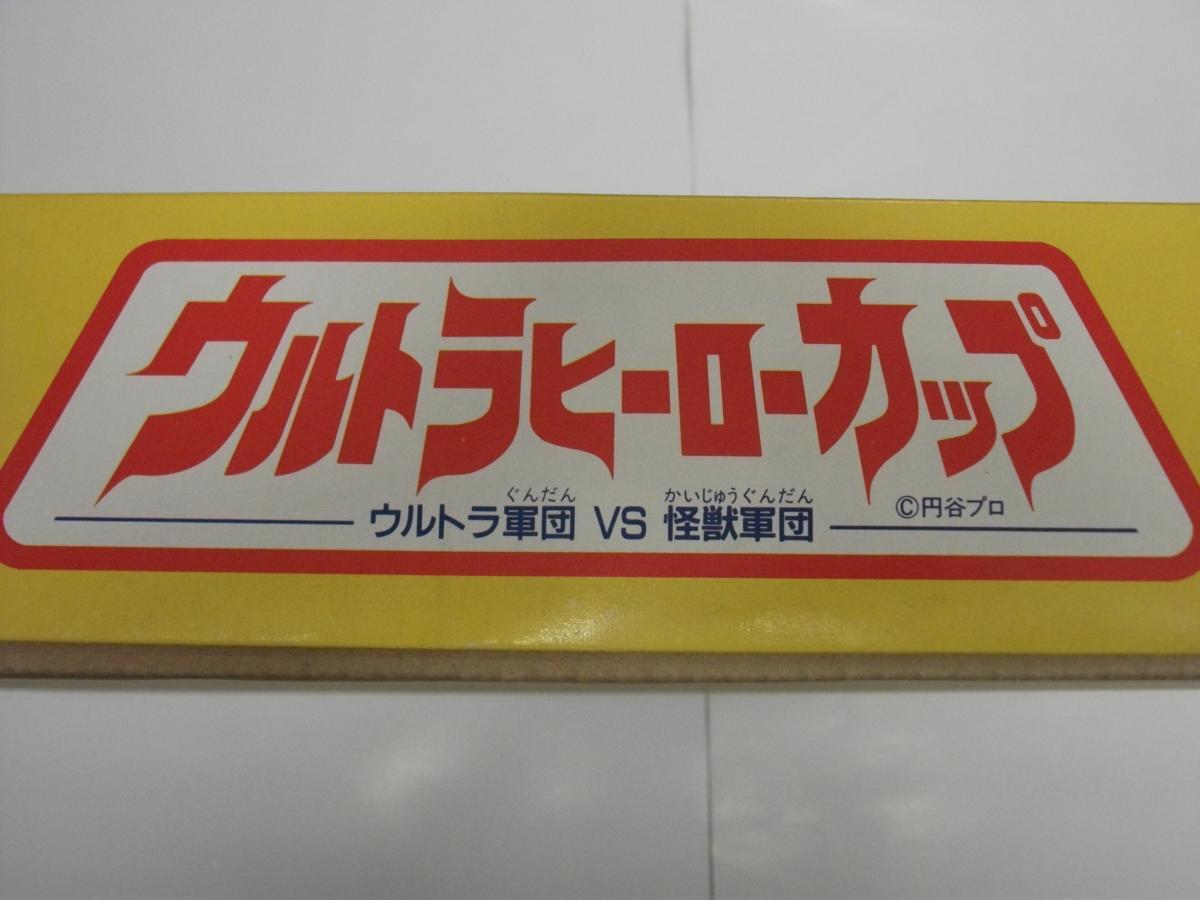 ウルトラヒーローカップ
ぐんだん かいじゅうぐんだん
ウルトラ軍団 VS 怪獣軍団
©円谷プロ